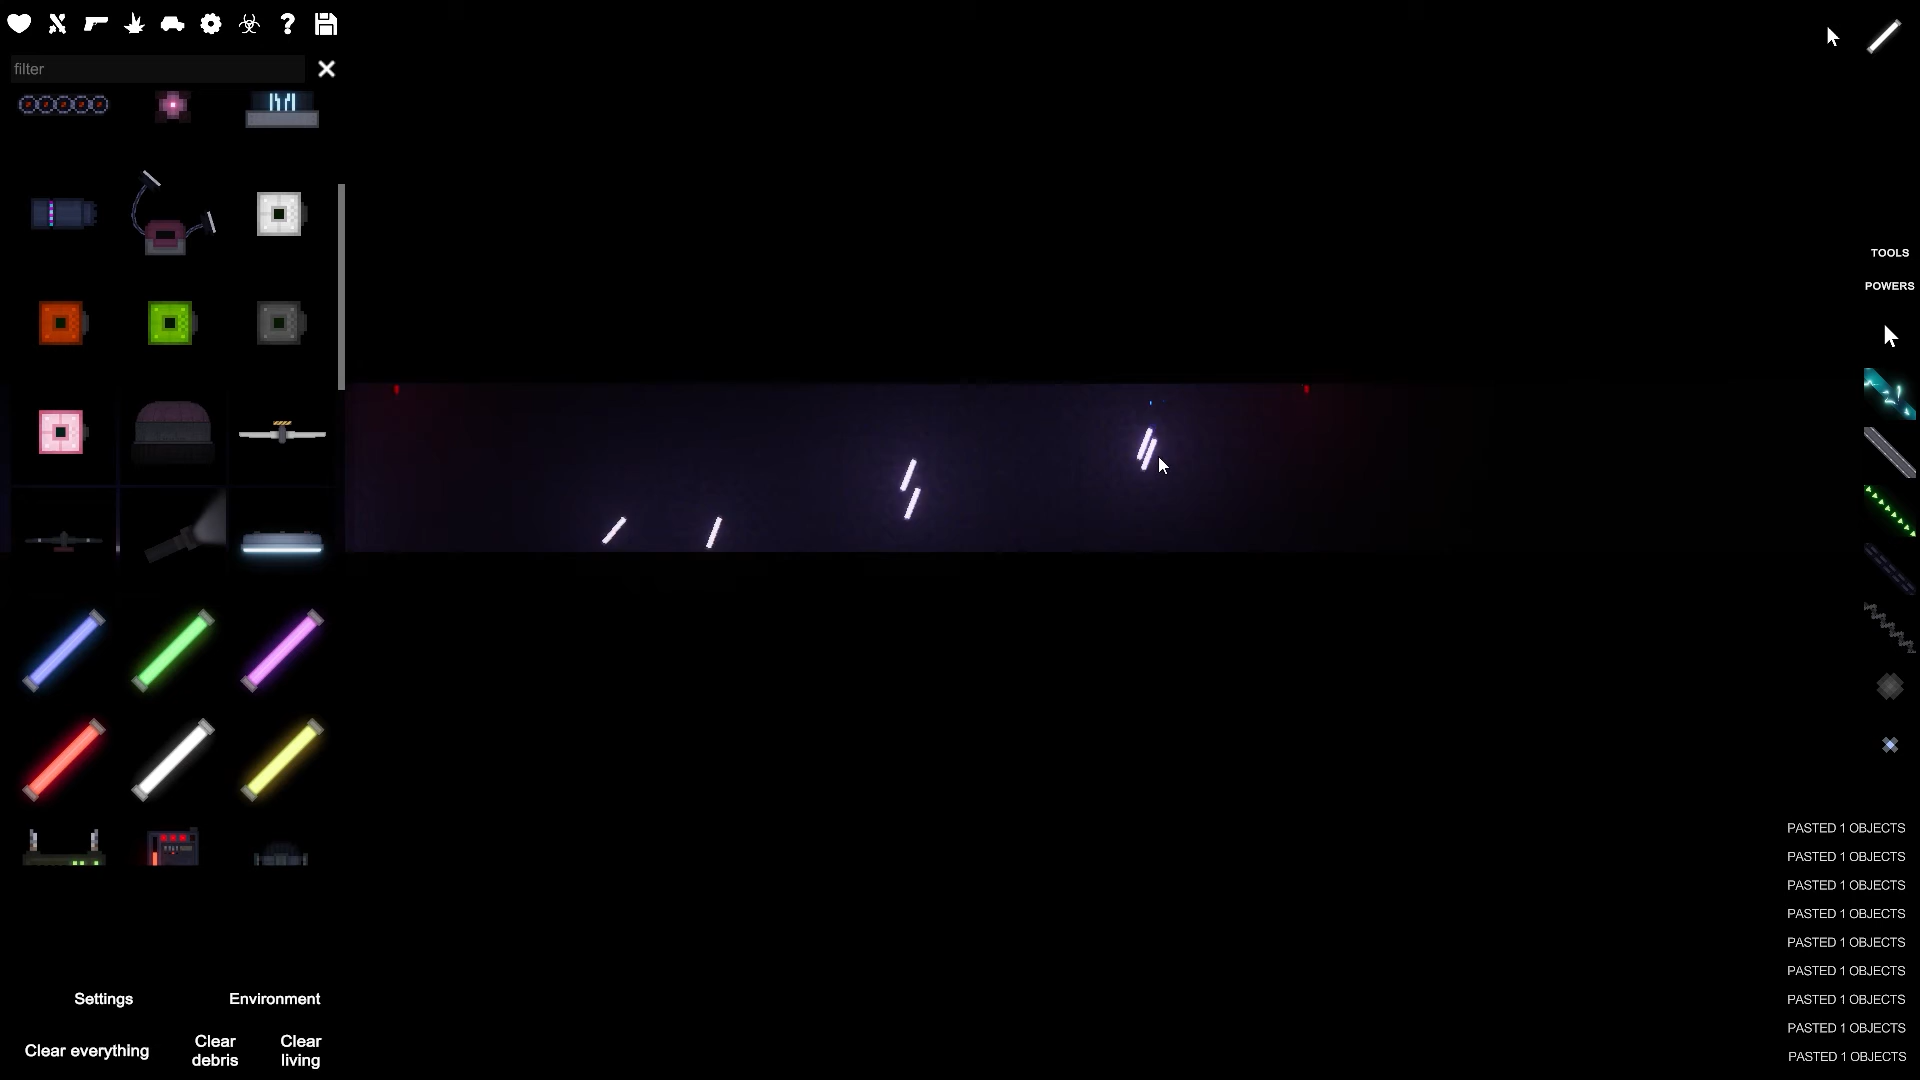 filter
TOOLS
POWERS
PASTED 1 OBJECTS
PASTED 1 OBJECTS
PASTED 1 OBJECTS
PASTED 1 OBJECTS
PASTED 1 OBJECTS
PASTED 1 OBJECTS
PASTED 1 OBJECTS
PASTED 1 OBJECTS
PASTED 1 OBJECTS
Settings
Environment
Clear everything
Clear
debris
Clear
living